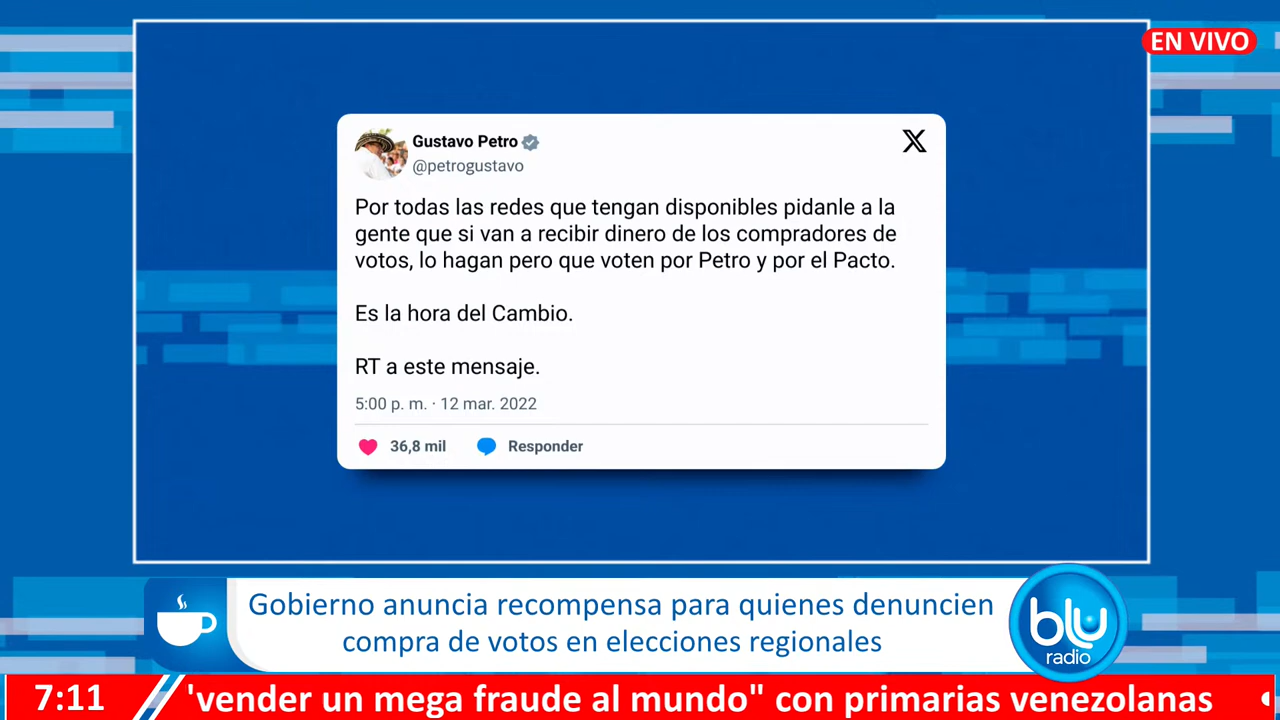 EN VIVO
Gustavo Petro
@petrogustavo
Por todas las redes que tengan disponibles pidanle a la
gente que si van a recibir dinero de los compradores de
votos, lo hagan pero que voten por Petro y por el Pacto.
Es la hora del Cambio.
RT a este mensaje.
5:00 p. m. · 12 mar. 2022
36,8 mil
Responder
Gobierno anuncia recompensa para quienes denuncien
compra de votos en elecciones regionales
blu
radio
7:11
'vender un mega fraude al mundo" con primarias venezolanas